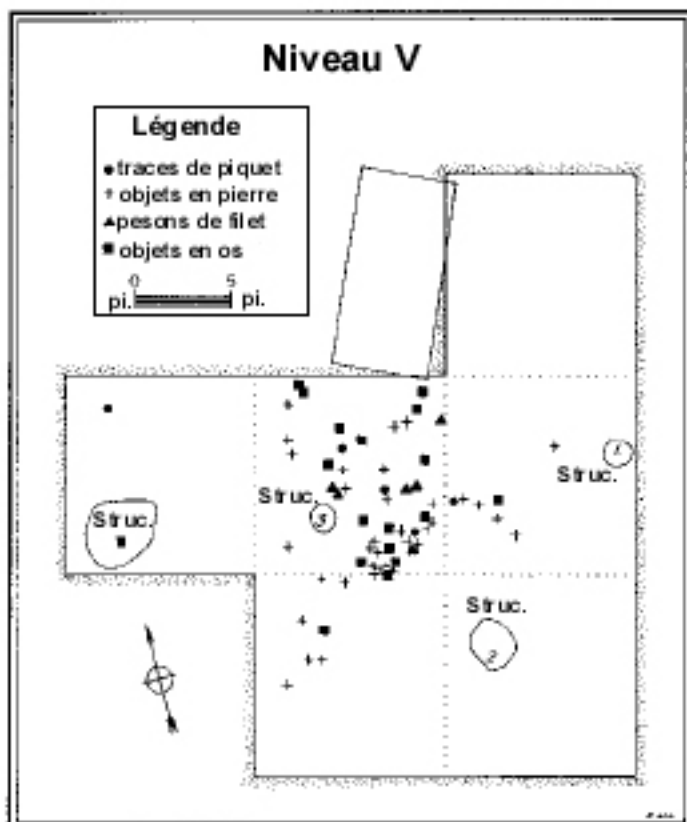 Niveau V
Légende
traces de piquet
objets en pierre
pesons de filet
objets en os
0 5
pi. pi.
1
Struc.
Struc.
3
Struc.
Struc.
2